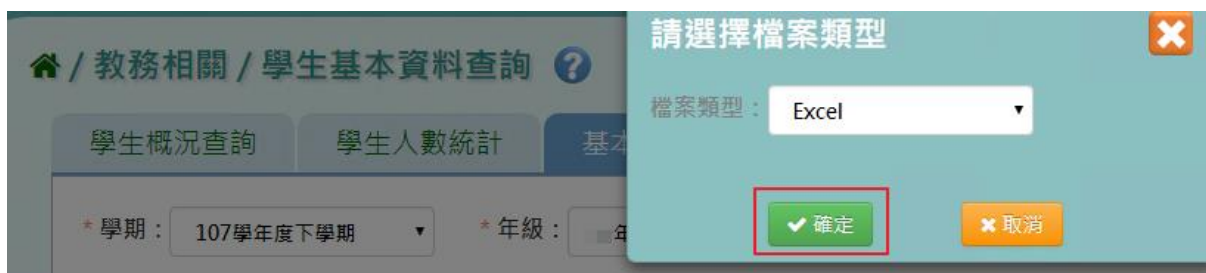 請選擇檔案類型
/ 教務相關 / 學生基本資料查詢 ?
檔案類型： Excel
學生概況查詢 學生人數統計 基本
* 學期： 107學年度下學期 * 年級： 年
確定 取消